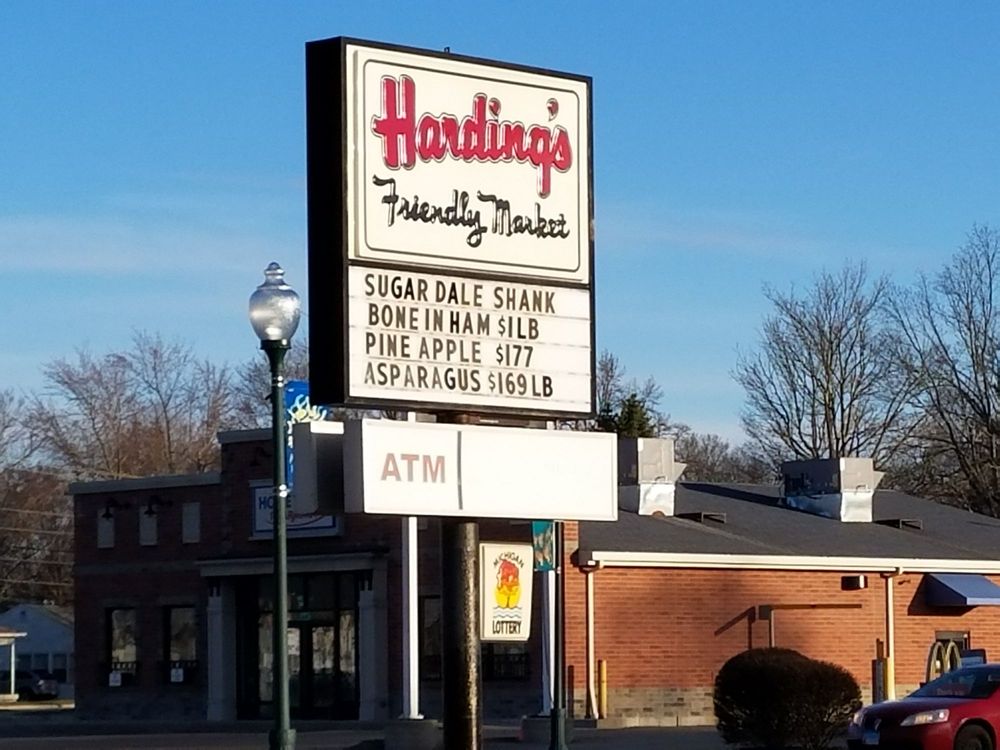 Harding's
Friendly Market
SUGAR DALE SHANK
BONE IN HAM $1LB
PINE APPLE $177
ASPARAGUS $169 LB
ATM
MICHIGAN
LOTTERY